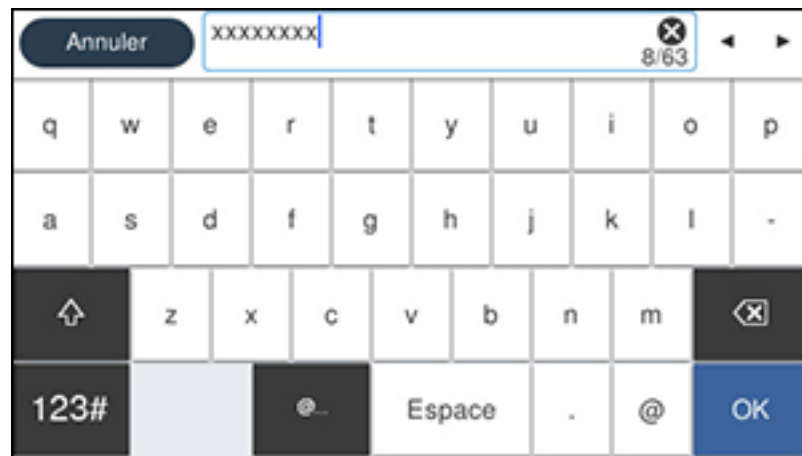 Annuler xxxxxxxx
8/63
q w e r t y u i o p
a s d f g h j k l -
z x c v b n m
123# @... Espace . @ OK